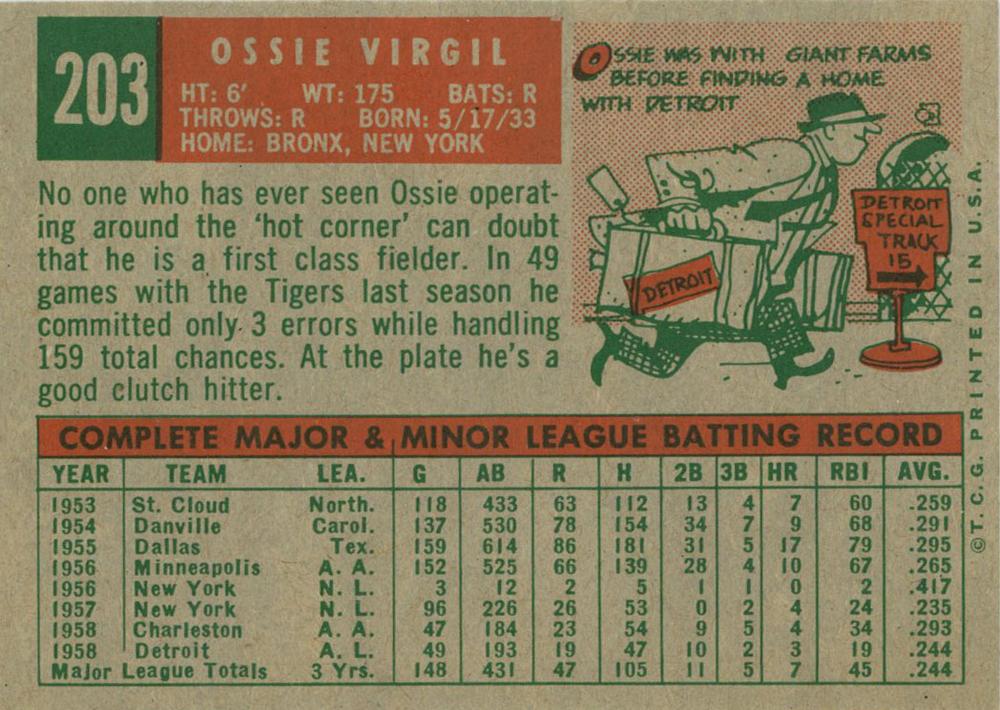 203
OSSIE VIRGIL
HT: 6' WT: 175 BATS: R
THROWS: R BORN: 5/17/33
HOME: BRONX, NEW YORK
OSSIE WAS WITH GIANT FARMS
BEFORE FINDING A HOME
WITH DETROIT
DETROIT
SPECIAL
TRACK
15
DETROIT
No one who has ever seen Ossie operat-
ing around the 'hot corner' can doubt
that he is a first class fielder. In 49
games with the Tigers last season he
committed only 3 errors while handling
159 total chances. At the plate he's a
good clutch hitter.
COMPLETE MAJOR & MINOR LEAGUE BATTING RECORD
YEAR TEAM LEA. G AB R H 2B 3B HR RBI AVG.
1953 St. Cloud North. 118 433 63 112 13 4 7 60 .259
1954 Danville Carol. 137 530 78 154 34 7 9 68 .291
1955 Dallas Tex. 159 614 86 181 31 5 17 79 .295
1956 Minneapolis A. A. 152 525 66 139 28 4 10 67 .265
1956 New York N. L. 3 12 2 5 1 1 0 2 .417
1957 New York N. L. 96 226 26 53 0 2 4 24 .235
1958 Charleston A. A. 47 184 23 54 9 5 4 34 .293
1958 Detroit A. L. 49 193 19 47 10 2 3 19 .244
Major League Totals 3 Yrs. 148 431 47 105 11 5 7 45 .244
©T.C.G. PRINTED IN U.S.A.